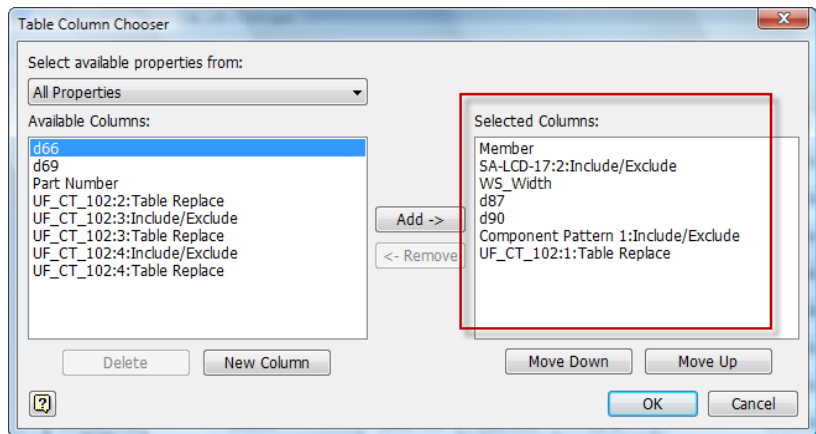 Table Column Chooser
Select available properties from:
All Properties
Available Columns:
d66
d69
Part Number
UF_CT_102:2:Table Replace
UF_CT_102:3:Include/Exclude
UF_CT_102:3:Table Replace
UF_CT_102:4:Include/Exclude
UF_CT_102:4:Table Replace
Add ->
<- Remove
Selected Columns:
Member
SA-LCD-17:2:Include/Exclude
WS_Width
d87
d90
Component Pattern 1:Include/Exclude
UF_CT_102:1:Table Replace
Delete
New Column
Move Down
Move Up
?
OK
Cancel